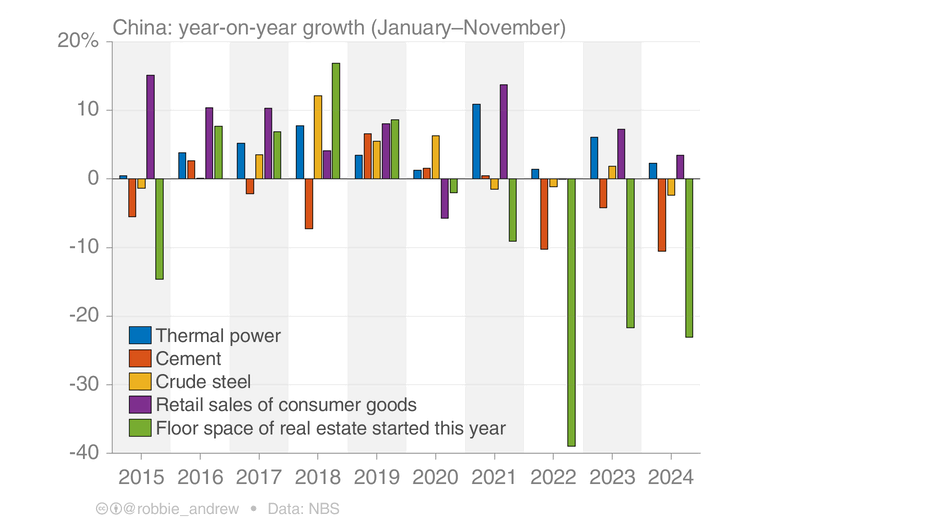 China: year-on-year growth (January–November)
20%
10
0
-10
-20
-30
-40
Thermal power
Cement
Crude steel
Retail sales of consumer goods
Floor space of real estate started this year
2015 2016 2017 2018 2019 2020 2021 2022 2023 2024
@robbie_andrew • Data: NBS